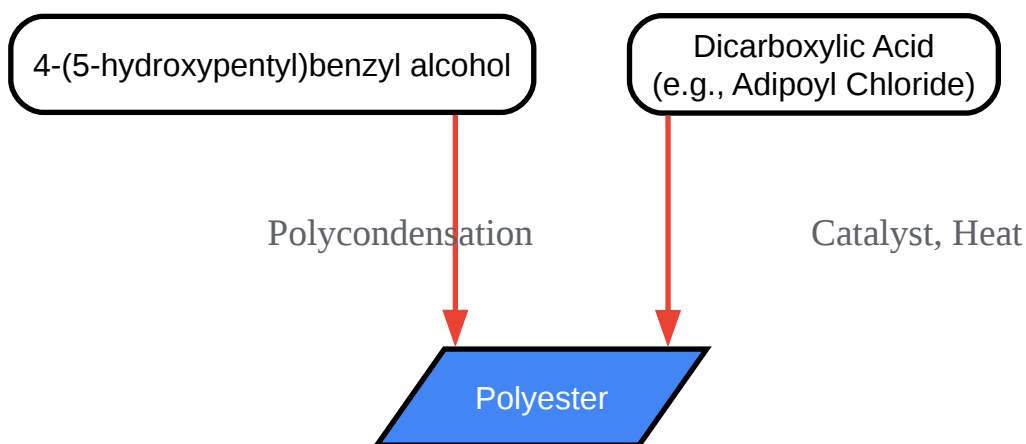 4-(5-hydroxypentyl)benzyl alcohol
Dicarboxylic Acid
(e.g., Adipoyl Chloride)
Polycondensation
Catalyst, Heat
Polyester